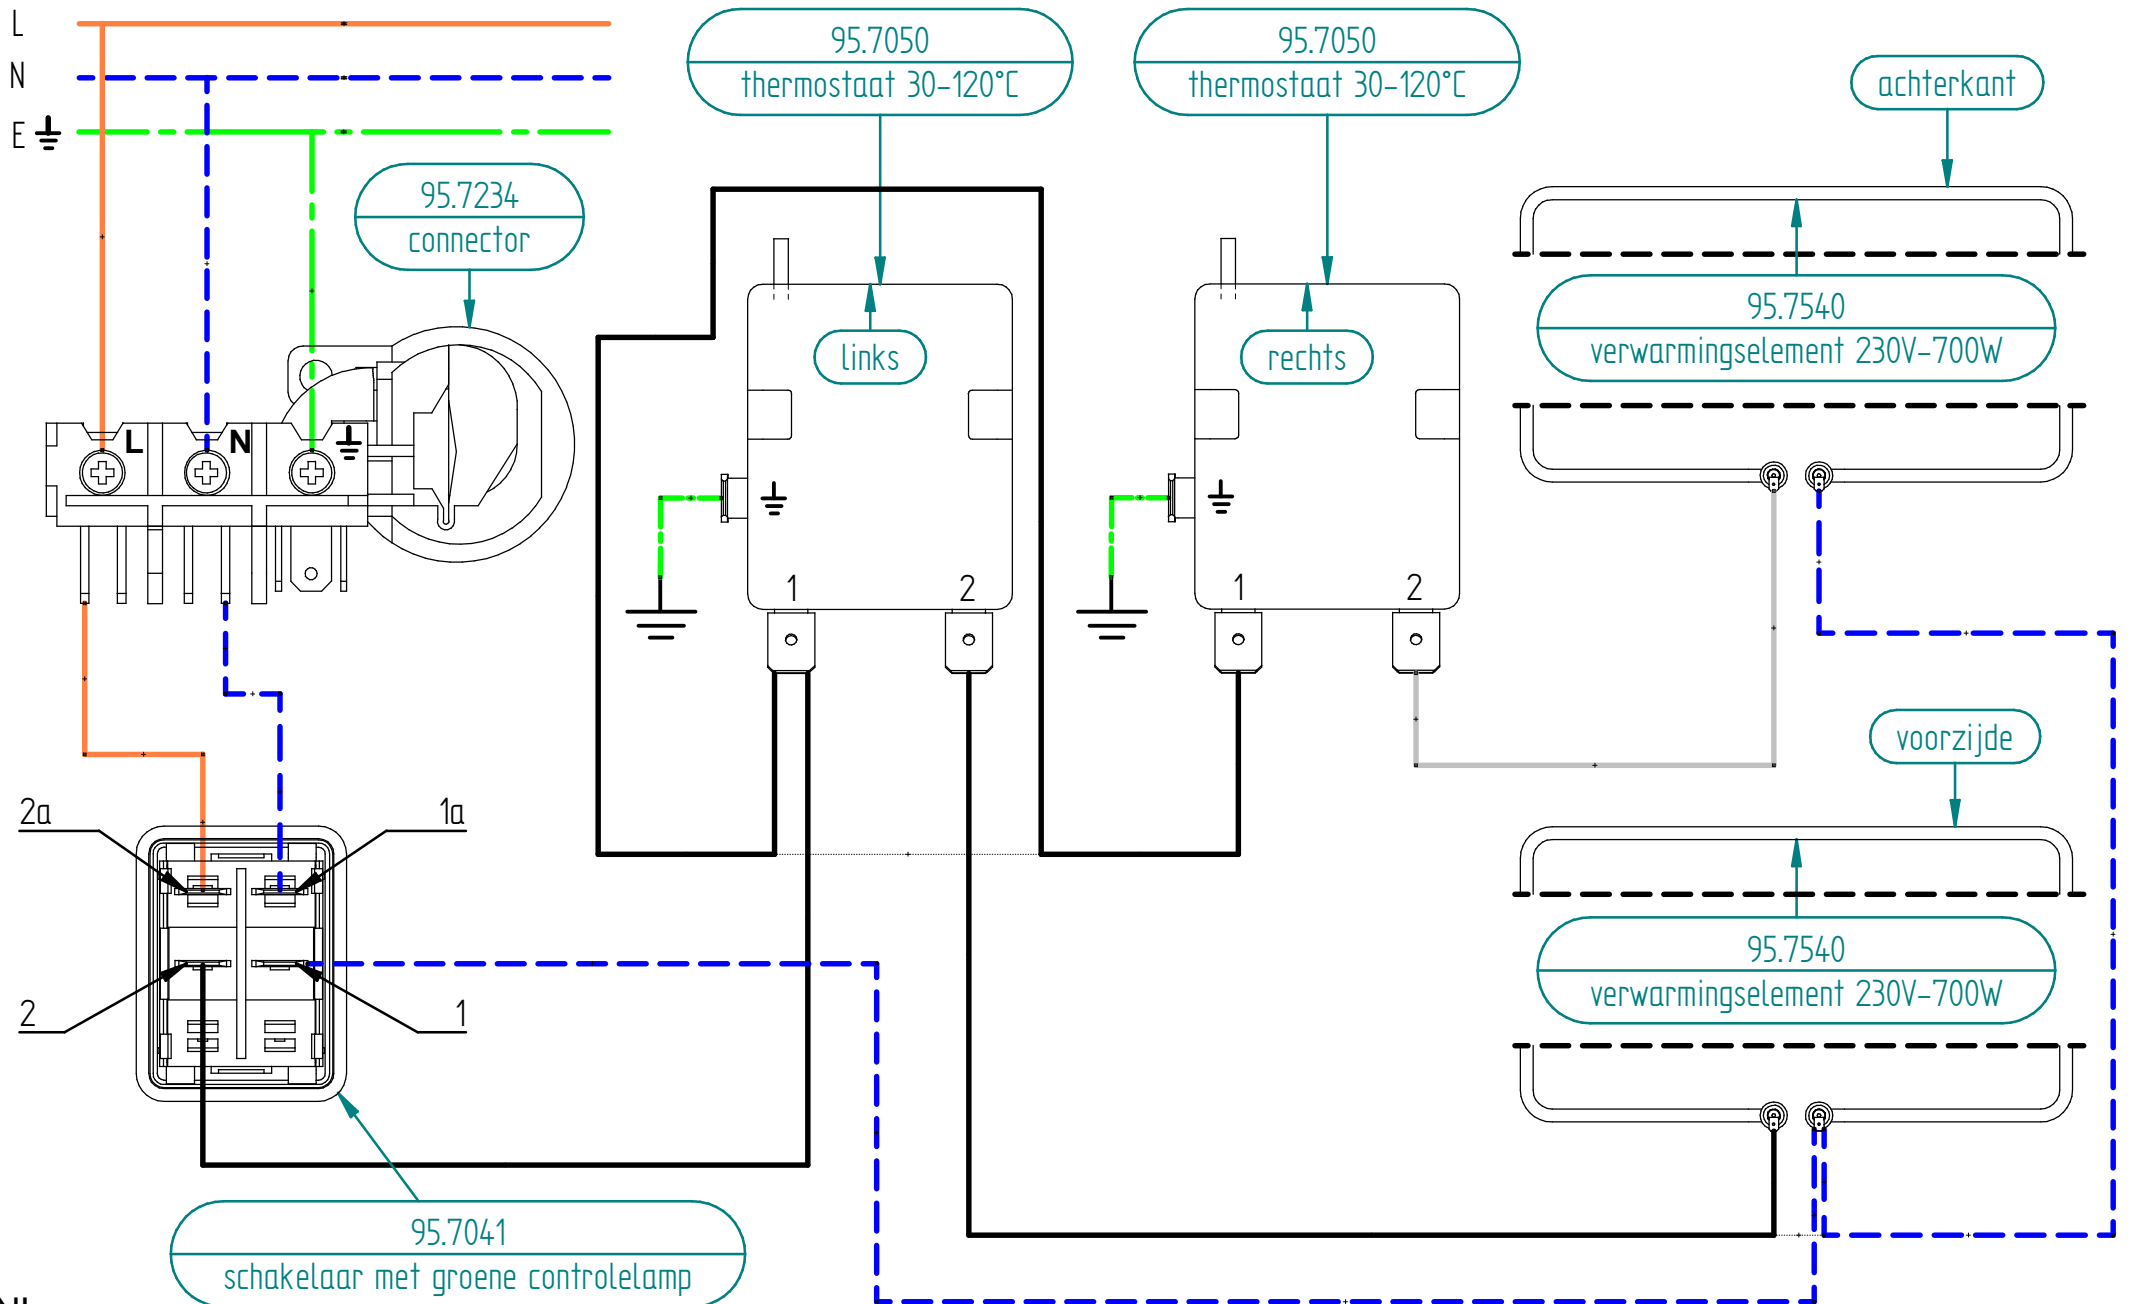 L
N
E
95.7050
thermostaat 30-120°C
95.7050
thermostaat 30-120°C
achterkant
95.7234
connector
links
rechts
95.7540
verwarmingselement 230V-700W
L
N
1
2
1
2
voorzijde
2a
1a
95.7540
verwarmingselement 230V-700W
2
1
95.7041
schakelaar met groene controlelamp